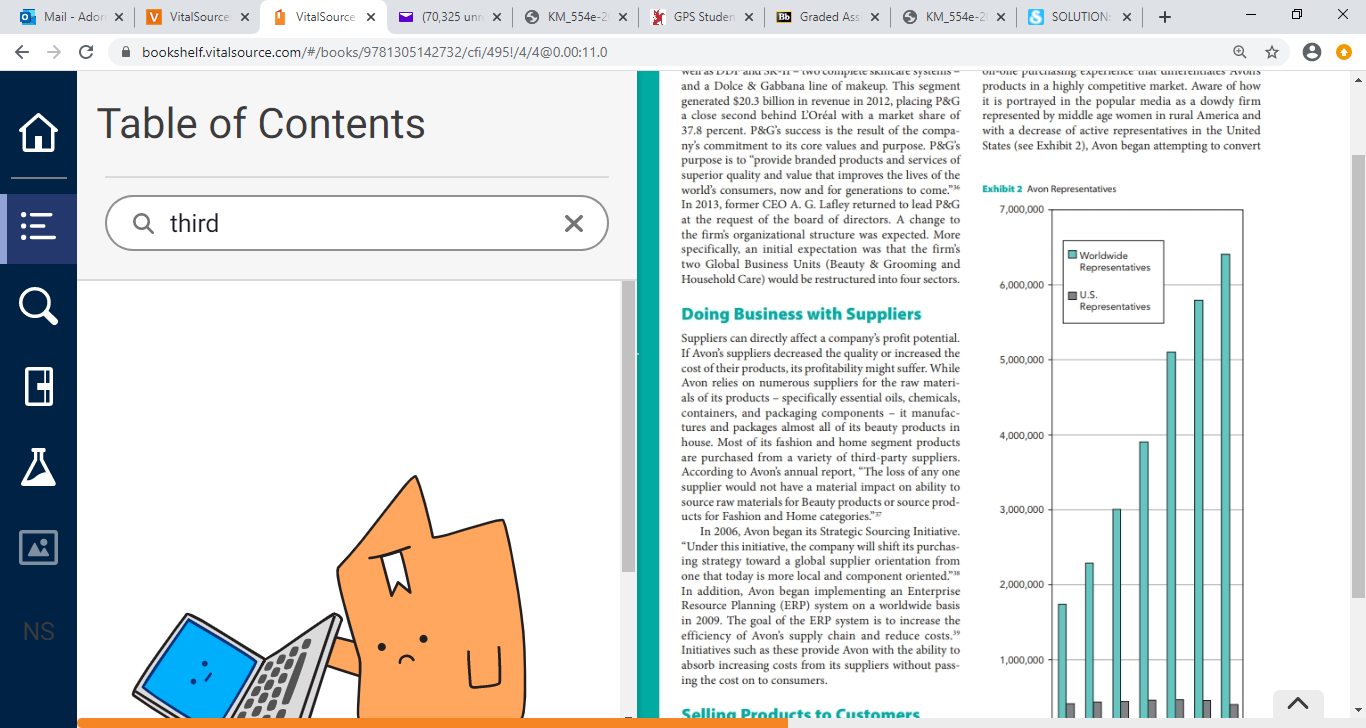 Mail - Ador
VitalSource:
VitalSource
(70,325 unr
KM_554e-2
GPS Studen
Bb Graded Ass
KM_554e-2
SOLUTION
bookshelf.vitalsource.com/#/books/9781305142732/cfi/495!/4/4@0.00:11.0
Table of Contents
third
NS
well as DDF and SK-II – two complete skincare systems –
and a Dolce & Gabbana line of makeup. This segment
generated $20.3 billion in revenue in 2012, placing P&G
a close second behind L’Oréal with a market share of
37.8 percent. P&G’s success is the result of the compa-
ny’s commitment to its core values and purpose. P&G’s
purpose is to “provide branded products and services of
superior quality and value that improves the lives of the
world’s consumers, now and for generations to come.”36
In 2013, former CEO A. G. Lafley returned to lead P&G
at the request of the board of directors. A change to
the firm’s organizational structure was expected. More
specifically, an initial expectation was that the firm’s
two Global Business Units (Beauty & Grooming and
Household Care) would be restructured into four sectors.
Doing Business with Suppliers
Suppliers can directly affect a company’s profit potential.
If Avon’s suppliers decreased the quality or increased the
cost of their products, its profitability might suffer. While
Avon relies on numerous suppliers for the raw materi-
als of its products – specifically essential oils, chemicals,
containers, and packaging components – it manufac-
tures and packages almost all of its beauty products in
house. Most of its fashion and home segment products
are purchased from a variety of third-party suppliers.
According to Avon’s annual report, “The loss of any one
supplier would not have a material impact on ability to
source raw materials for Beauty products or source prod-
ucts for Fashion and Home categories.”37
In 2006, Avon began its Strategic Sourcing Initiative.
“Under this initiative, the company will shift its purchas-
ing strategy toward a global supplier orientation from
one that today is more local and component oriented.”38
In addition, Avon began implementing an Enterprise
Resource Planning (ERP) system on a worldwide basis
in 2009. The goal of the ERP system is to increase the
efficiency of Avon’s supply chain and reduce costs.39
Initiatives such as these provide Avon with the ability to
absorb increasing costs from its suppliers without pass-
ing the cost on to consumers.
Selling Products to Customers
on-one purchasing experience that differentiates Avon’s
products in a highly competitive market. Aware of how
it is portrayed in the popular media as a dowdy firm
represented by middle age women in rural America and
with a decrease of active representatives in the United
States (see Exhibit 2), Avon began attempting to convert
Exhibit 2 Avon Representatives
7,000,000
Worldwide
Representatives
6,000,000
U.S.
Representatives
5,000,000
4,000,000
3,000,000
2,000,000
1,000,000